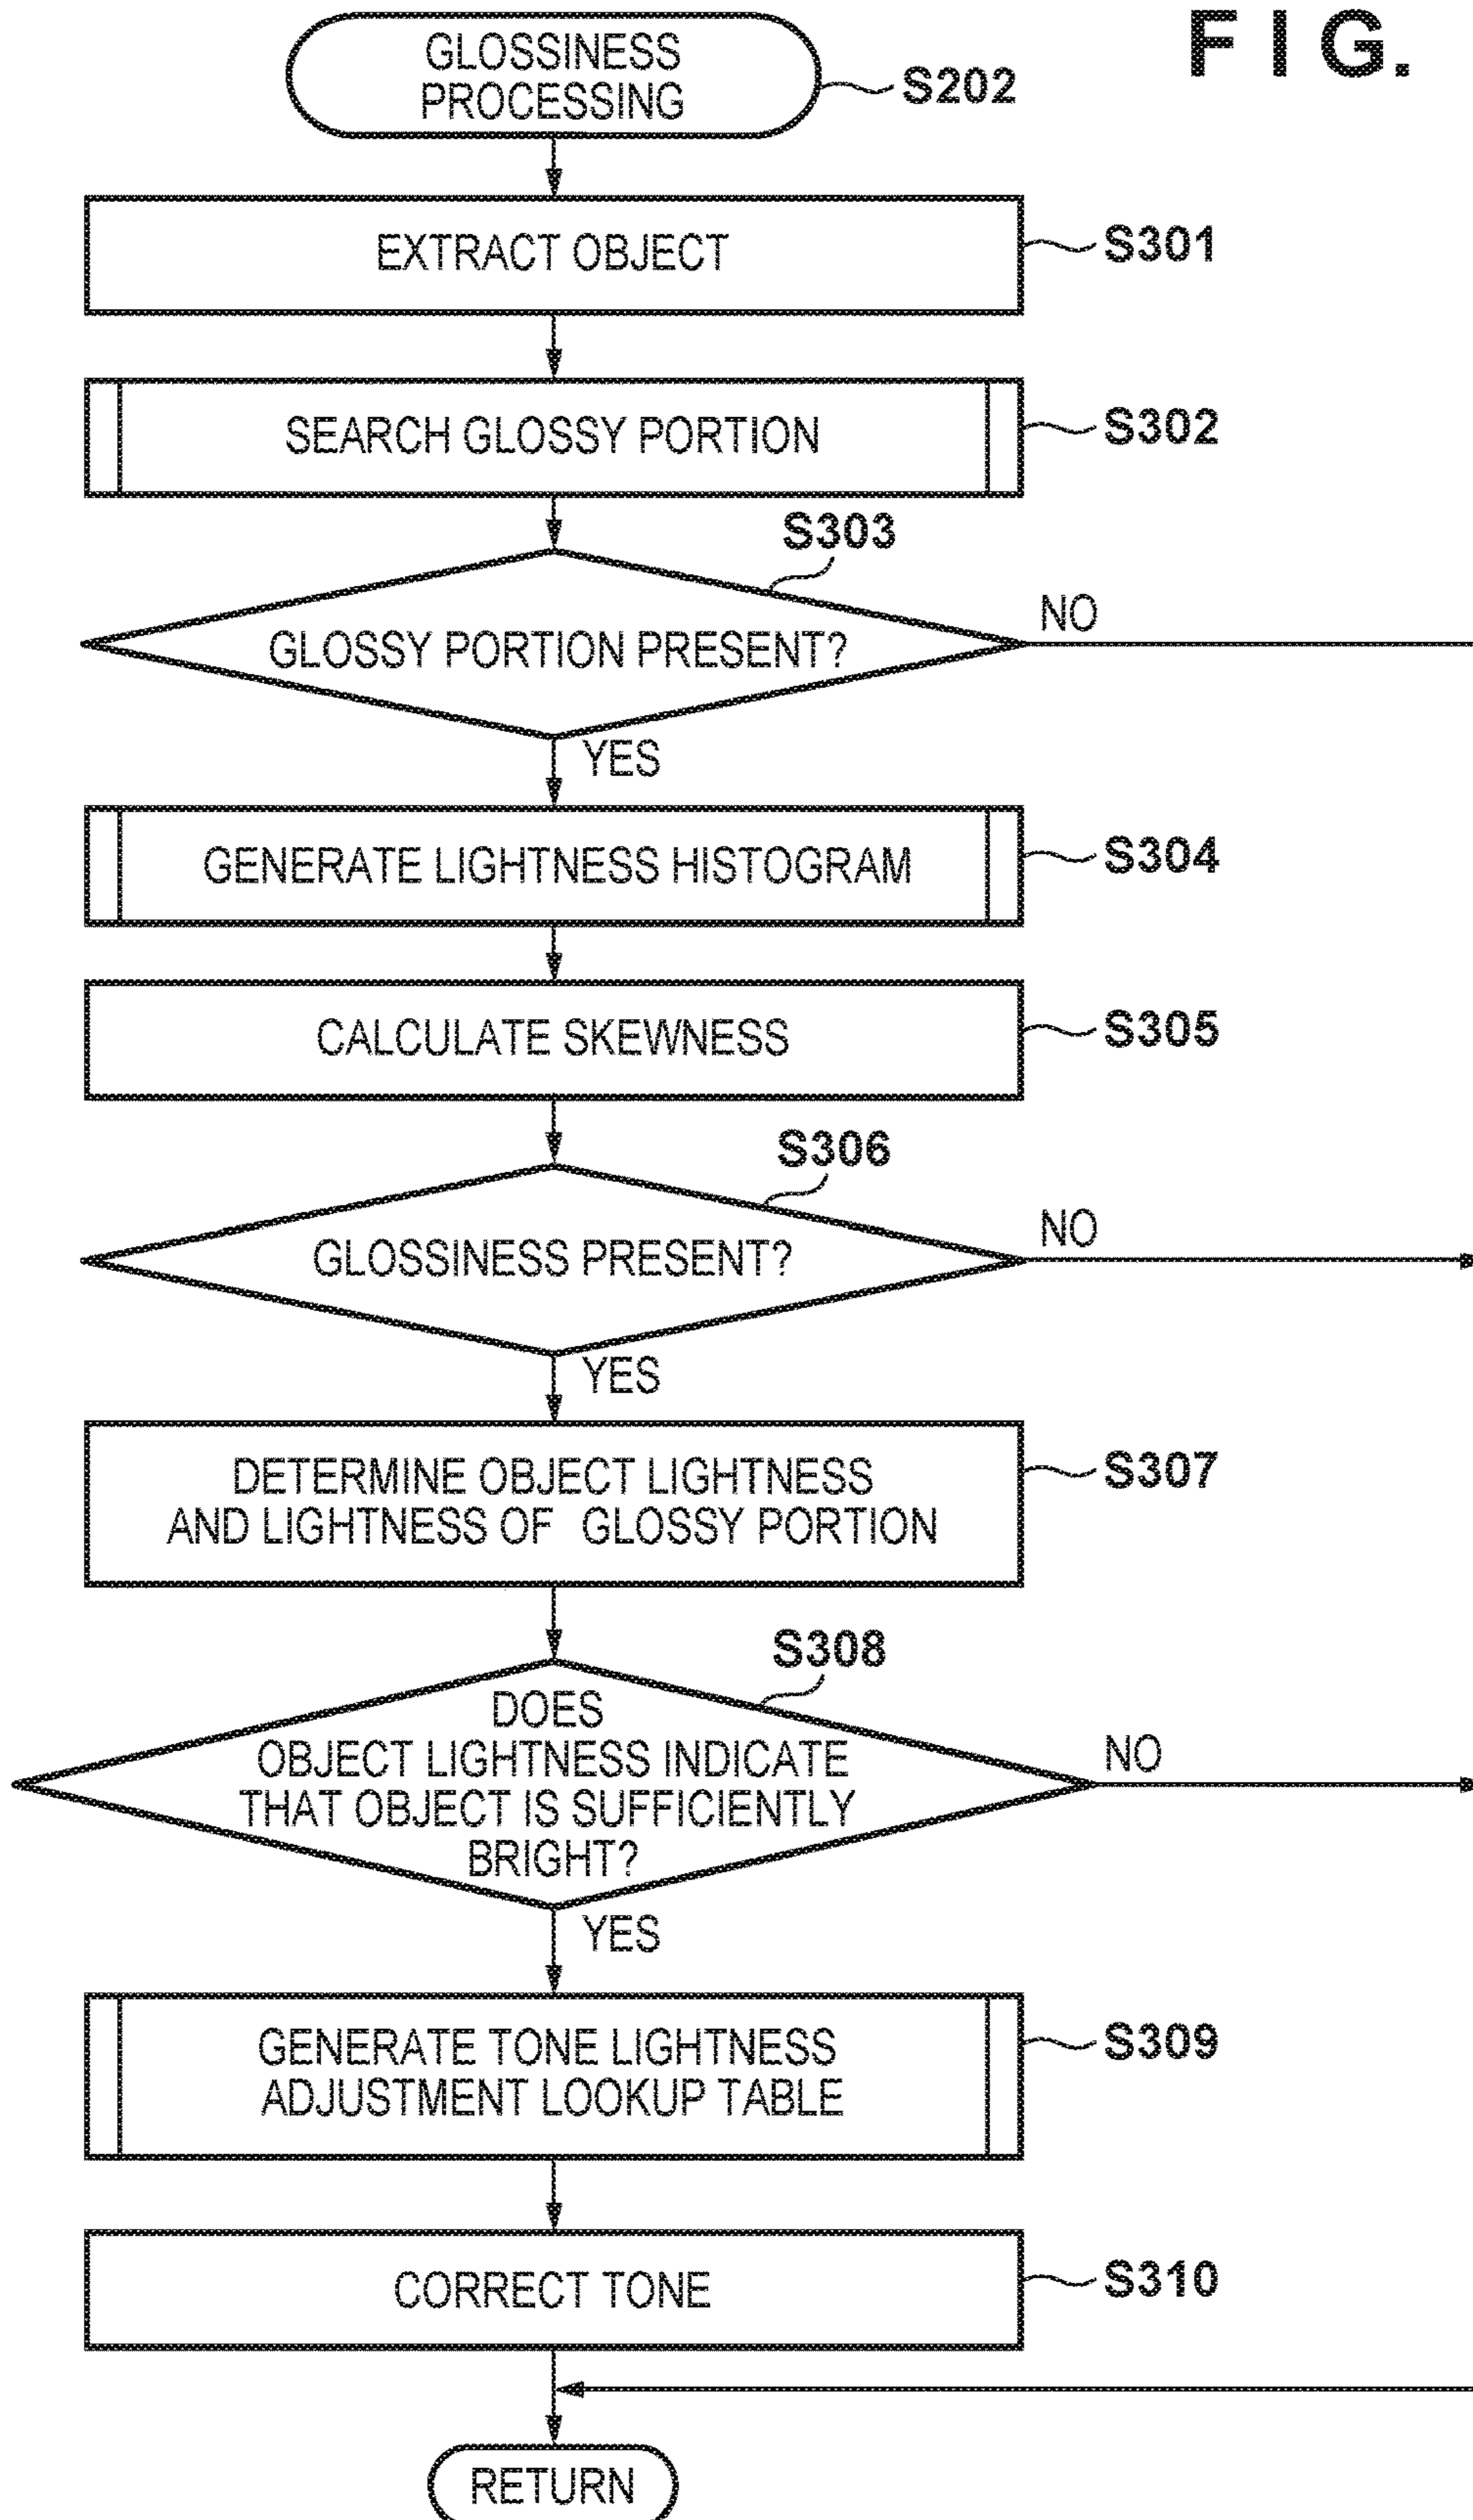 FIG.
GLOSSINESS
PROCESSING
S202
EXTRACT OBJECT
S301
SEARCH GLOSSY PORTION
S302
S303
GLOSSY PORTION PRESENT?
NO
YES
GENERATE LIGHTNESS HISTOGRAM
S304
CALCULATE SKEWNESS
S305
S306
GLOSSINESS PRESENT?
NO
YES
DETERMINE OBJECT LIGHTNESS
AND LIGHTNESS OF GLOSSY PORTION
S307
S308
DOES
OBJECT LIGHTNESS INDICATE
THAT OBJECT IS SUFFICIENTLY
BRIGHT?
NO
YES
GENERATE TONE LIGHTNESS
ADJUSTMENT LOOKUP TABLE
S309
CORRECT TONE
S310
RETURN